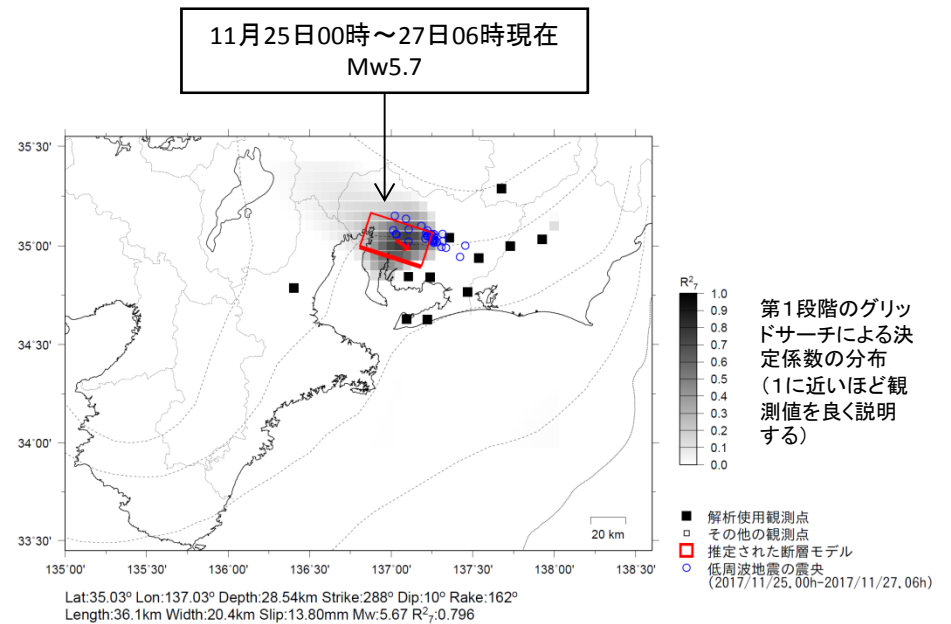 11月25日00時～27日06時現在
Mw5.7
35˚30'
35˚00'
34˚30'
34˚00'
33˚30'
135˚00'
135˚30'
136˚00'
136˚30'
137˚00'
137˚30'
138˚00'
138˚30'
20 km
R²₇
1.0
0.9
0.8
0.7
0.6
0.5
0.4
0.3
0.2
0.1
0.0
第１段階のグリッ
ドサーチによる決
定係数の分布
（１に近いほど観
測値を良く説明
する）
解析使用観測点
その他の観測点
推定された断層モデル
低周波地震の震央
(2017/11/25.00h-2017/11/27.06h)
Lat:35.03º Lon:137.03º Depth:28.54km Strike:288º Dip:10º Rake:162º
Length:36.1km Width:20.4km Slip:13.80mm Mw:5.67 R²₇:0.796